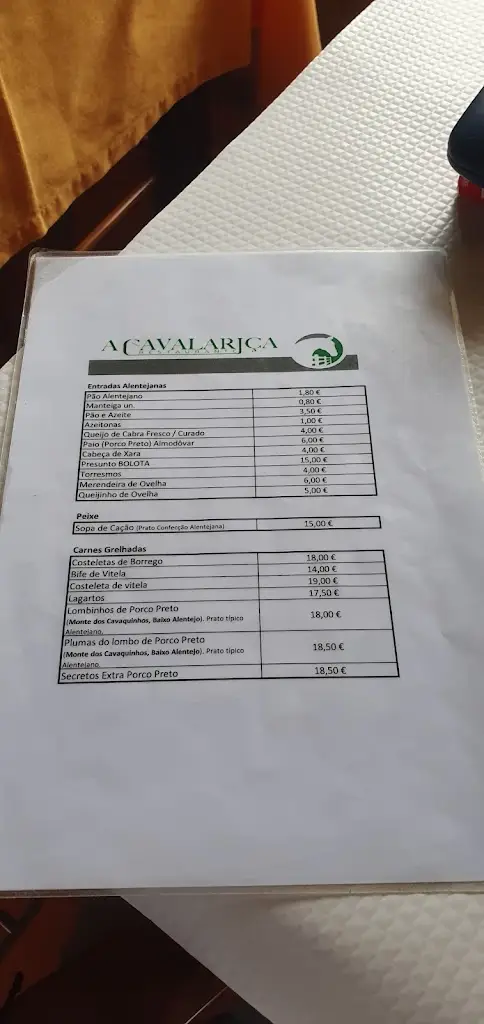 A CAVALARIÇA
RESTAURANTE
Entradas Alentejanas
Pão Alentejano 1,80 €
Manteiga un. 0,80 €
Pão e Azeite 3,50 €
Azeitonas 1,00 €
Queijo de Cabra Fresco / Curado 4,00 €
Paio (Porco Preto) Almodôvar 6,00 €
Cabeça de Xara 4,00 €
Presunto BOLOTA 15,00 €
Torresmos 4,00 €
Merendeira de Ovelha 6,00 €
Queijinho de Ovelha 5,00 €
Peixe
Sopa de Cação (Prato Confecção Alentejana) 15,00 €
Carnes Grelhadas
Costeletas de Borrego 18,00 €
Bife de Vitela 14,00 €
Costeleta de vitela 19,00 €
Lagartos 17,50 €
Lombinhos de Porco Preto
(Monte dos Cavaquinhos, Baixo Alentejo). Prato típico 18,00 €
Alentejano.
Plumas do lombo de Porco Preto
(Monte dos Cavaquinhos, Baixo Alentejo). Prato típico 18,50 €
Alentejano.
Secretos Extra Porco Preto 18,50 €